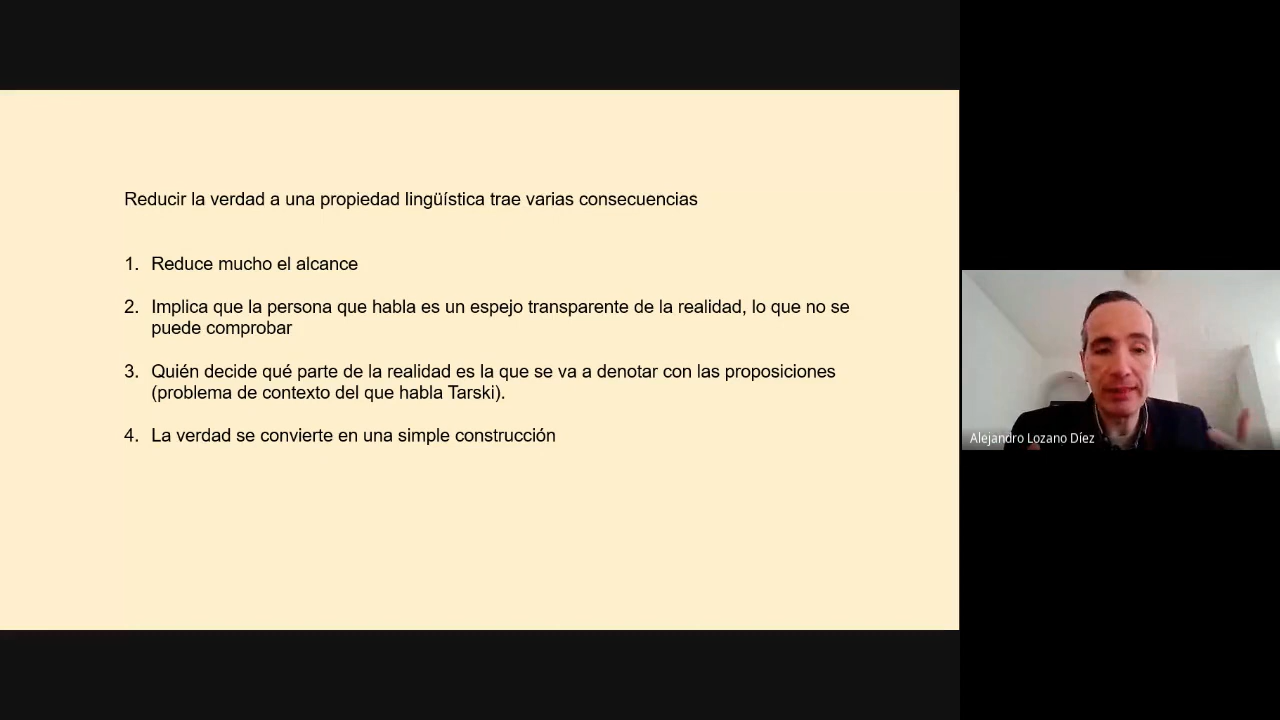 Reducir la verdad a una propiedad lingüística trae varias consecuencias
1. Reduce mucho el alcance
2. Implica que la persona que habla es un espejo transparente de la realidad, lo que no se
puede comprobar
3. Quién decide qué parte de la realidad es la que se va a denotar con las proposiciones
(problema de contexto del que habla Tarski).
4. La verdad se convierte en una simple construcción
Alejandro Lozano Díez